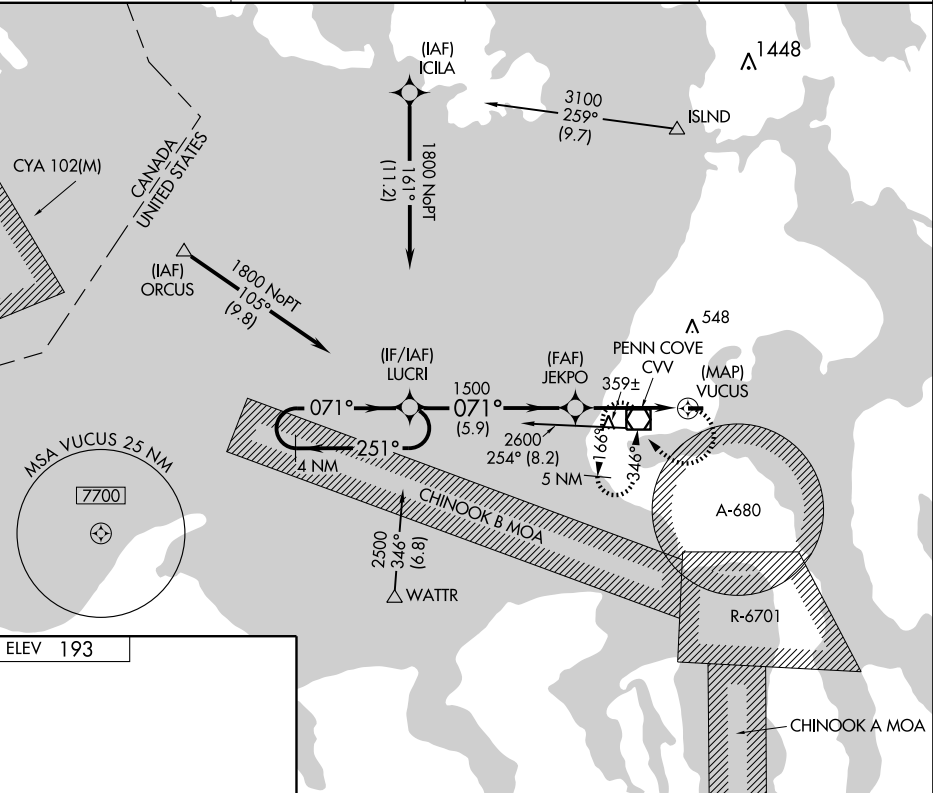 (IAF)
ICILA
1448
3100
259°
(9.7)
ISLND
CANADA
UNITED STATES
CYA 102(M)
1800 NoPT
161°
(11.2)
(IAF)
ORCUS
1800 NoPT
105°
(9.8)
548
PENN COVE
CVV
(IF/IAF)
LUCRI
(FAF)
JEKPO
(MAP)
VUCUS
359±
1500
071°
071°
(5.9)
251°
4 NM
2600
254° (8.2)
166°
346°
5 NM
MSA VUCUS 25 NM
7700
CHINOOK B MOA
A-680
2500
346°
(6.8)
WATTR
R-6701
ELEV 193
CHINOOK A MOA